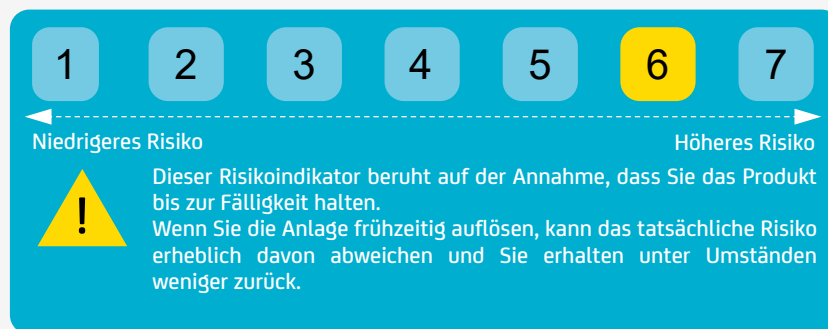 1 2 3 4 5 6 7
Niedrigeres Risiko Höheres Risiko
! Dieser Risikoindikator beruht auf der Annahme, dass Sie das Produkt
bis zur Fälligkeit halten.
Wenn Sie die Anlage frühzeitig auflösen, kann das tatsächliche Risiko
erheblich davon abweichen und Sie erhalten unter Umständen
weniger zurück.